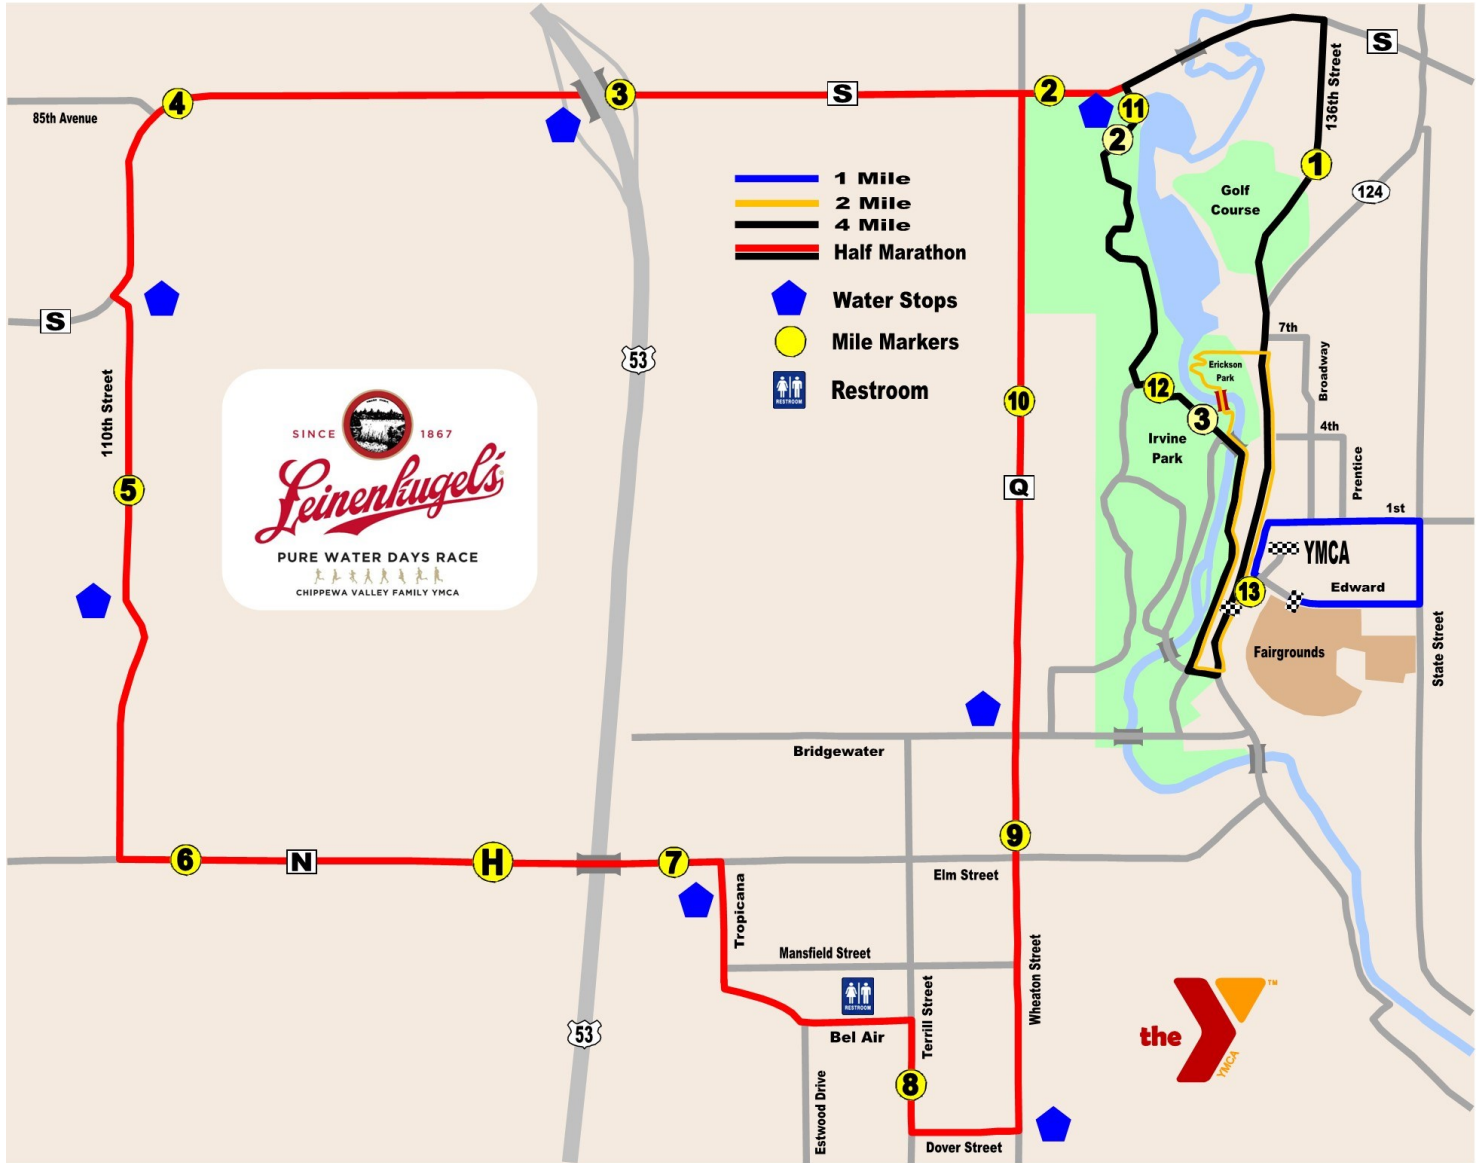 S
136th Street
85th Avenue
4
3
S
2
11
2
1
124
Golf
Course
1 Mile
2 Mile
4 Mile
Half Marathon
Water Stops
Mile Markers
RESTROOM
Restroom
S
53
110th Street
SINCE 1867
Leinenkugel's
PURE WATER DAYS RACE
CHIPPEWA VALLEY FAMILY YMCA
5
10
Q
7th
Broadway
Erickson
Park
12
3
4th
Irvine
Park
Prentice
1st
YMCA
13
Edward
Fairgrounds
State Street
Bridgewater
6
N
H
7
9
Elm Street
Tropicana
Mansfield Street
RESTROOM
Terrill Street
Wheaton Street
Bel Air
53
8
Estwood Drive
Dover Street
the
YMCA
TM